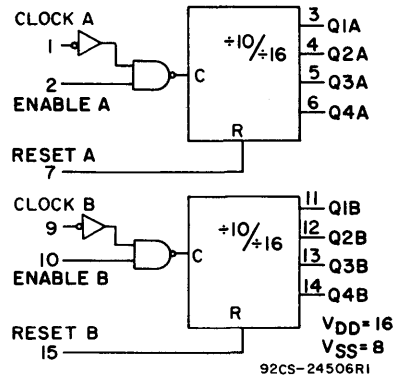 CLOCK A
1
2
ENABLE A
C
÷10/÷16
R
3 Q1A
4 Q2A
5 Q3A
6 Q4A
RESET A
7
CLOCK B
9
10
ENABLE B
C
÷10/÷16
R
11 Q1B
12 Q2B
13 Q3B
14 Q4B
RESET B
15
VDD=16
VSS=8
92CS-24506R1